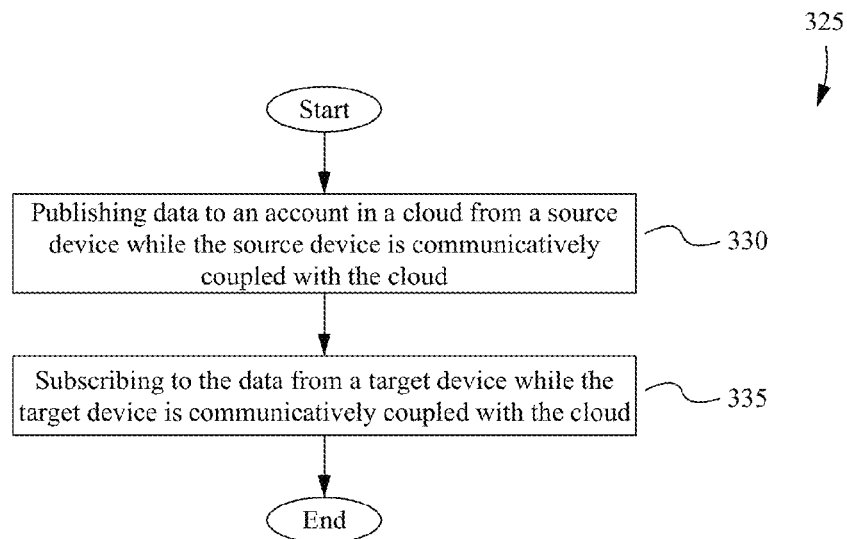 325
Start
Publishing data to an account in a cloud from a source
device while the source device is communicatively
coupled with the cloud
330
Subscribing to the data from a target device while the
target device is communicatively coupled with the cloud
335
End